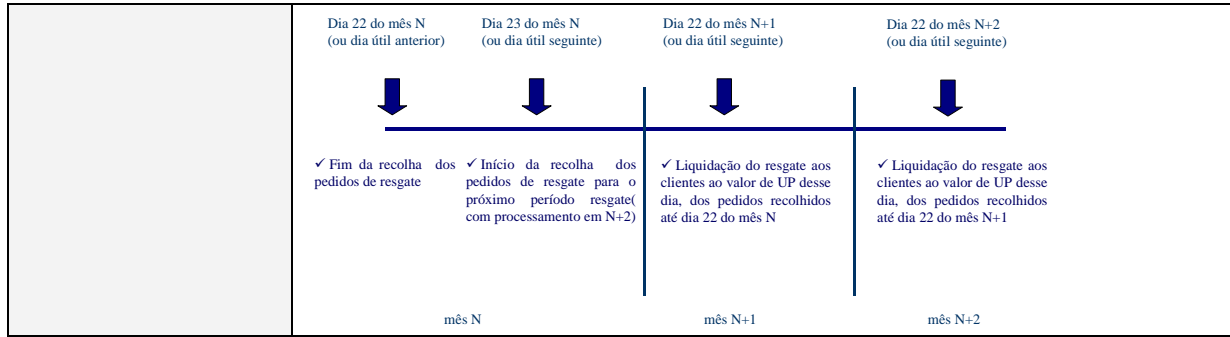 Dia 22 do mês N
(ou dia útil anterior)
Dia 23 do mês N
(ou dia útil seguinte)
Dia 22 do mês N+1
(ou dia útil seguinte)
Dia 22 do mês N+2
(ou dia útil seguinte)
✓ Fim da recolha dos
pedidos de resgate
✓ Início da recolha dos
pedidos de resgate para o
próximo período resgate(
com processamento em N+2)
✓ Liquidação do resgate aos
clientes ao valor de UP desse
dia, dos pedidos recolhidos
até dia 22 do mês N
✓ Liquidação do resgate aos
clientes ao valor de UP desse
dia, dos pedidos recolhidos
até dia 22 do mês N+1
mês N
mês N+1
mês N+2